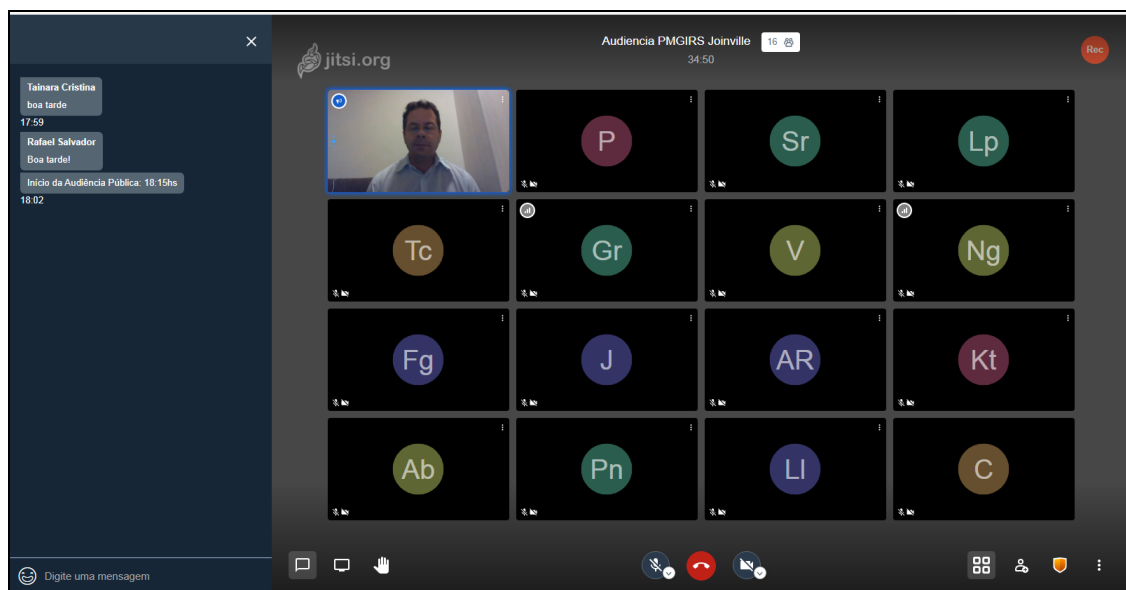 Tainara Cristina
boa tarde
17:59
Rafael Salvador
Boa tarde!
Início da Audiência Pública: 18:15hs
18:02
Digite uma mensagem
jitsi.org
Audiencia PMGIRS Joinville 16
34:50
Rec
P Sr Lp
Tc Gr V Ng
Fg J AR Kt
Ab Pn Ll C